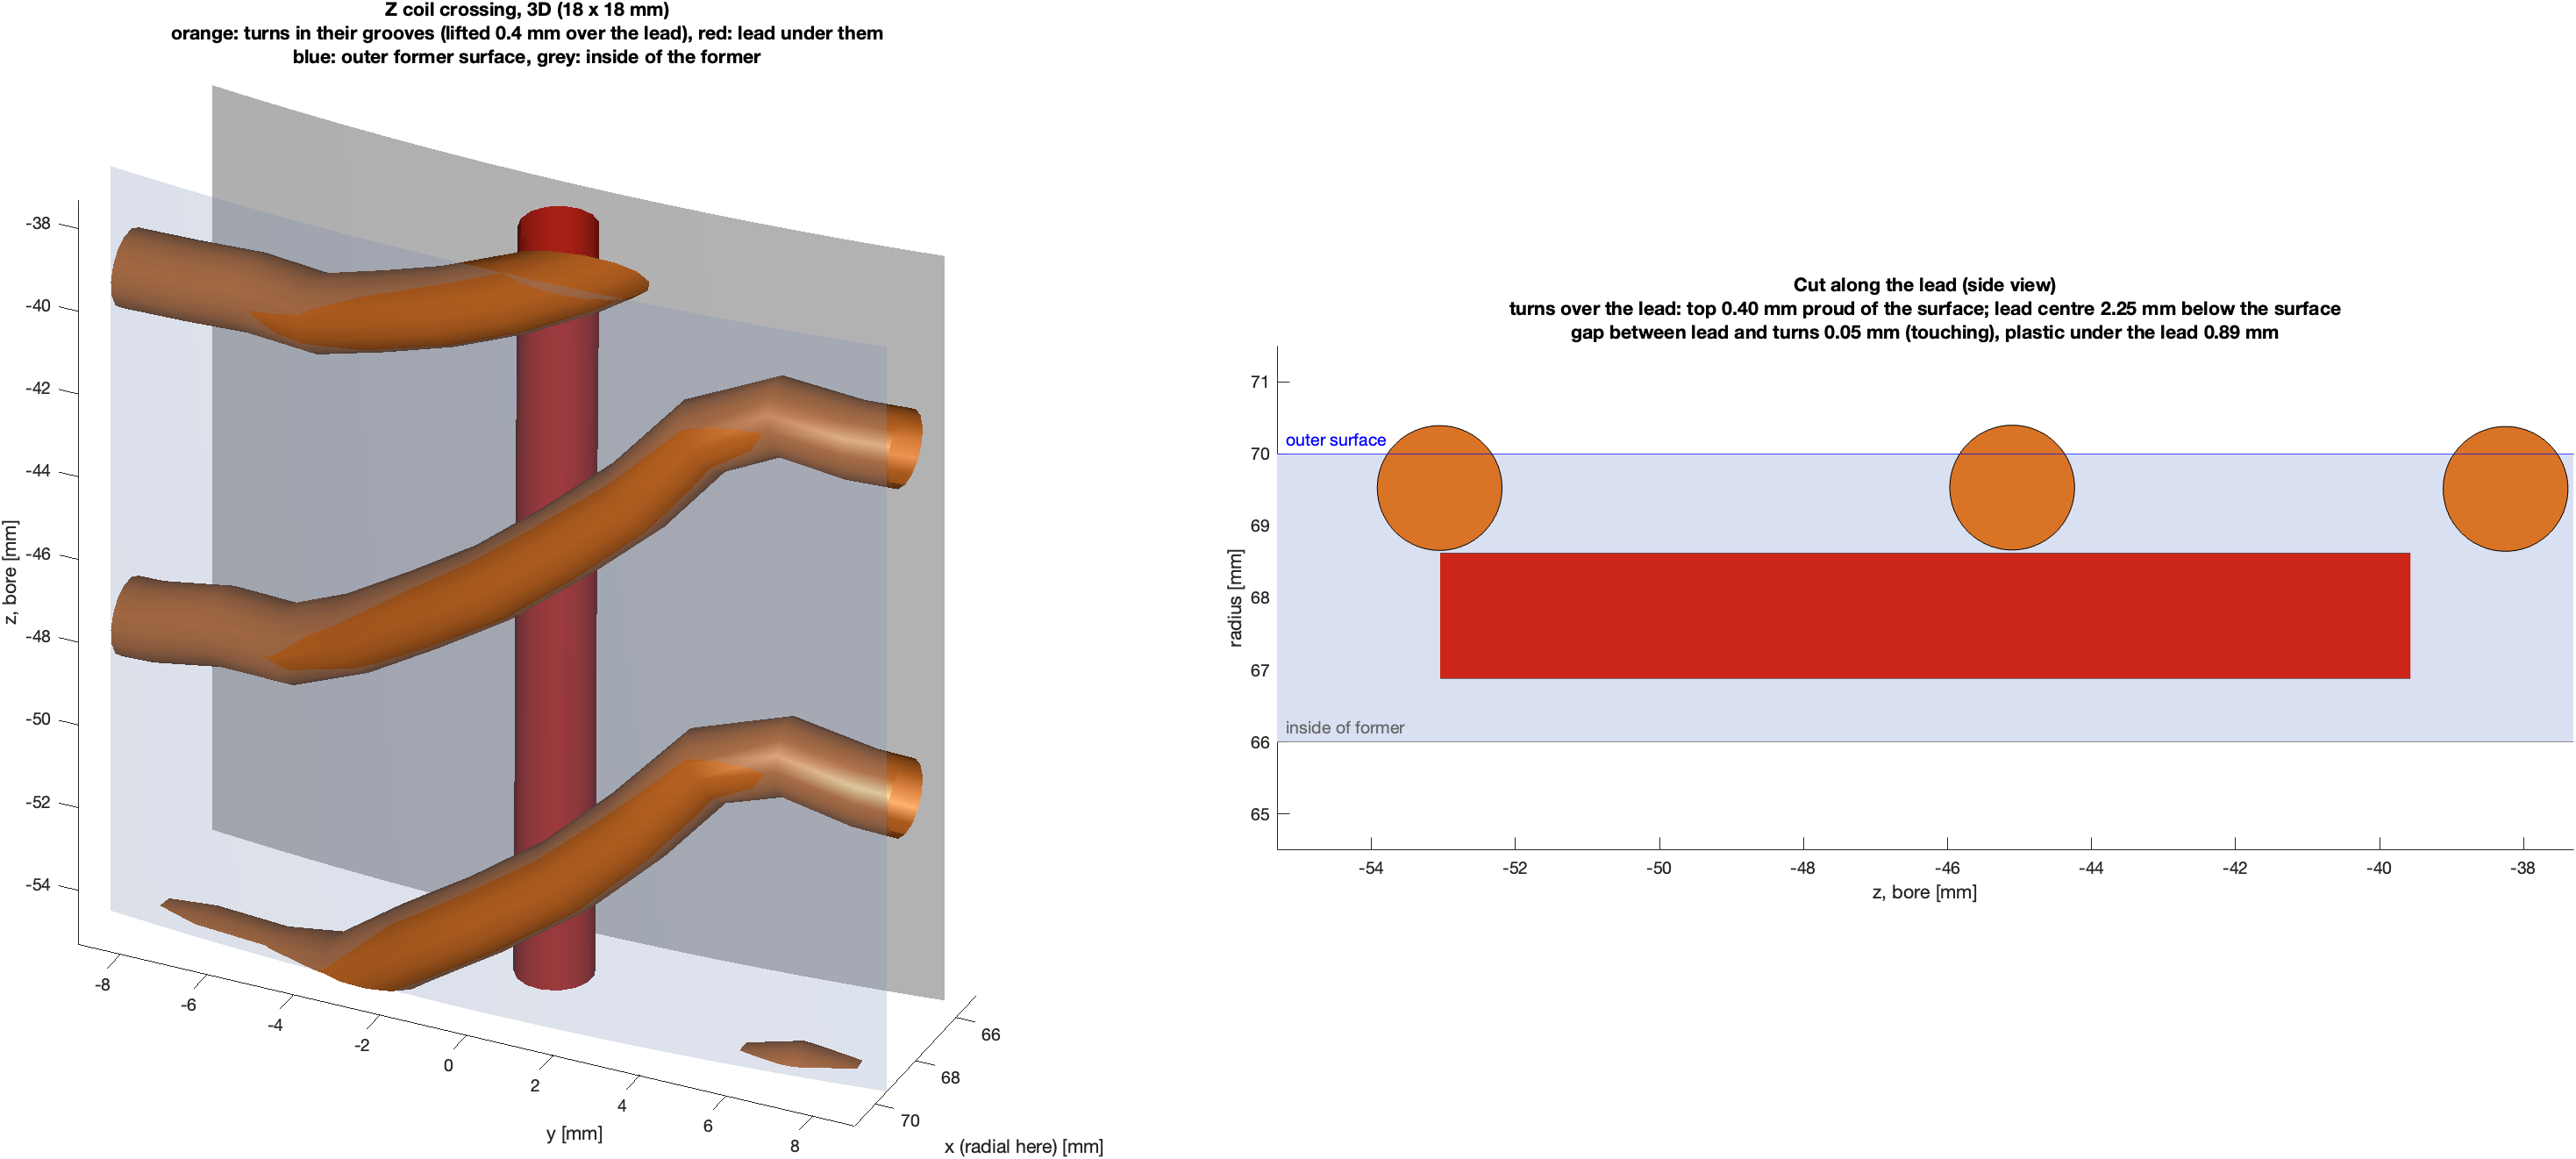 Z coil crossing, 3D (18 x 18 mm)
orange: turns in their grooves (lifted 0.4 mm over the lead), red: lead under them
blue: outer former surface, grey: inside of the former
-38
-40
-42
-44
-46
-48
-50
-52
-54
z, bore [mm]
-8
-6
-4
-2
0
2
4
6
8
y [mm]
66
68
70
x (radial here) [mm]
Cut along the lead (side view)
turns over the lead: top 0.40 mm proud of the surface; lead centre 2.25 mm below the surface
gap between lead and turns 0.05 mm (touching), plastic under the lead 0.89 mm
71
70
69
68
67
66
65
radius [mm]
outer surface
inside of former
-54
-52
-50
-48
-46
-44
-42
-40
-38
z, bore [mm]